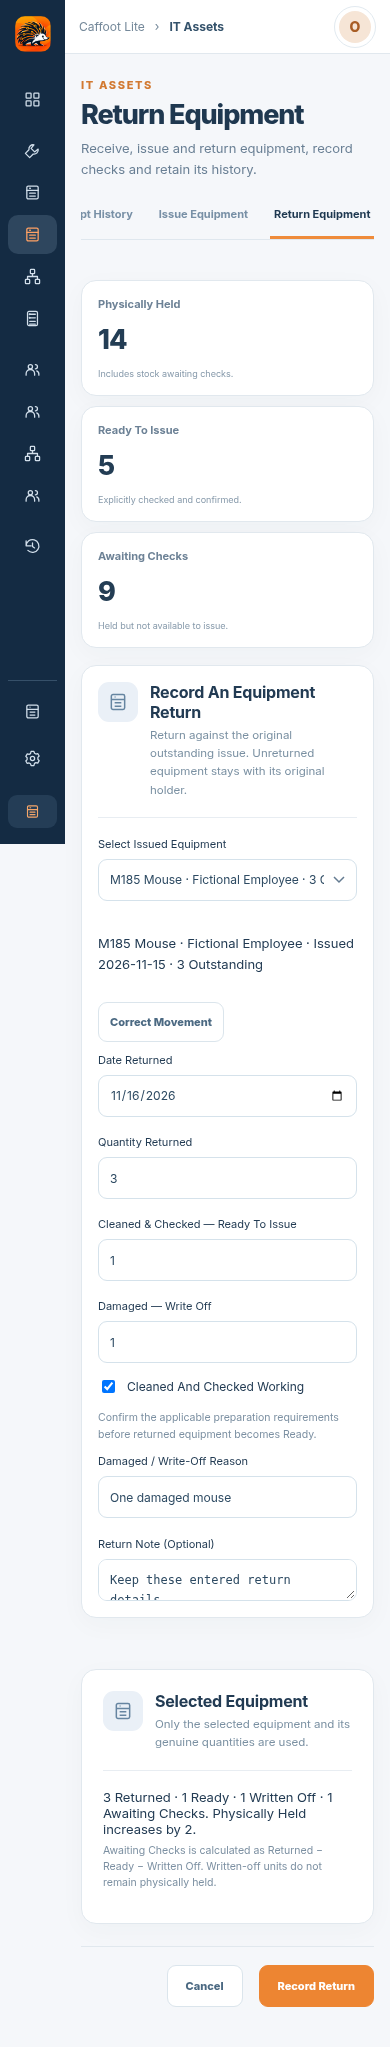 Caffoot Lite › IT Assets
O
IT ASSETS
Return Equipment
Receive, issue and return equipment, record
checks and retain its history.
pt History Issue Equipment Return Equipment
Physically Held
14
Includes stock awaiting checks.
Ready To Issue
5
Explicitly checked and confirmed.
Awaiting Checks
9
Held but not available to issue.
Record An Equipment
Return
Return against the original
outstanding issue. Unreturned
equipment stays with its original
holder.
Select Issued Equipment
M185 Mouse · Fictional Employee · 3 O
M185 Mouse · Fictional Employee · Issued
2026-11-15 · 3 Outstanding
Correct Movement
Date Returned
11/16/2026
Quantity Returned
3
Cleaned & Checked — Ready To Issue
1
Damaged — Write Off
1
Cleaned And Checked Working
Confirm the applicable preparation requirements
before returned equipment becomes Ready.
Damaged / Write-Off Reason
One damaged mouse
Return Note (Optional)
Keep these entered return
details
Selected Equipment
Only the selected equipment and its
genuine quantities are used.
3 Returned · 1 Ready · 1 Written Off · 1
Awaiting Checks. Physically Held
increases by 2.
Awaiting Checks is calculated as Returned −
Ready − Written Off. Written-off units do not
remain physically held.
Cancel Record Return